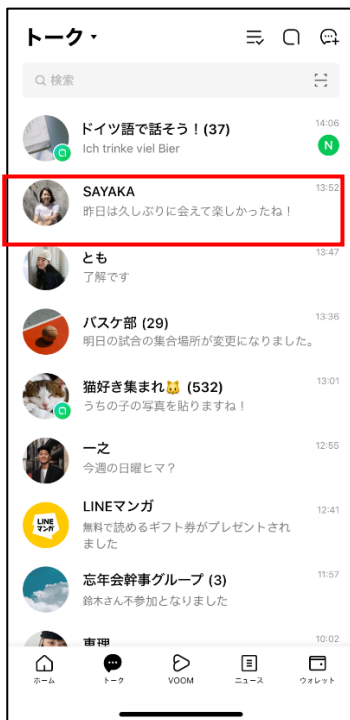 トーク
検索
ドイツ語で話そう！(37)
14:06
Ich trinke viel Bier
N
SAYAKA
13:52
昨日は久しぶりに会えて楽しかったね！
とも
13:47
了解です
バスケ部 (29)
13:36
明日の試合の集合場所が変更になりました。
猫好き集まれ🐱 (532)
13:01
うちの子の写真を貼りますね！
一之
12:55
今週の日曜ヒマ？
LINEマンガ
12:41
LINE
マンガ
無料で読めるギフト券がプレゼントされ
ました
忘年会幹事グループ (3)
11:57
鈴木さん不参加となりました
恵理
10:02
ホーム
トーク
VOOM
ニュース
ウォレット